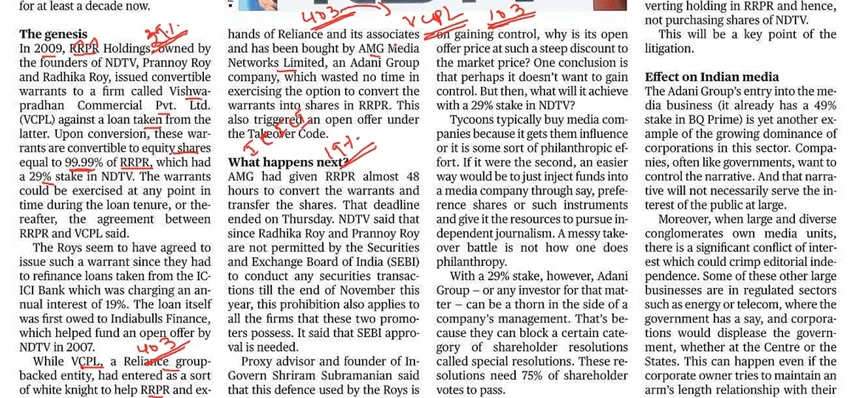 for at least a decade now.
The genesis
In 2009, RRPR Holdings, owned by
the founders of NDTV, Prannoy Roy
and Radhika Roy, issued convertible
warrants to a firm called Vishwa-
pradhan Commercial Pvt. Ltd.
(VCPL) against a loan taken from the
latter. Upon conversion, these war-
rants are convertible to equity shares
equal to 99.99% of RRPR, which had
a 29% stake in NDTV. The warrants
could be exercised at any point in
time during the loan tenure, or the-
reafter, the agreement between
RRPR and VCPL said.
The Roys seem to have agreed to
issue such a warrant since they had
to refinance loans taken from the IC-
ICI Bank which was charging an an-
nual interest of 19%. The loan itself
was first owed to Indiabulls Finance,
which helped fund an open offer by
NDTV in 2007.
403
While VCPL, a Reliance group-
backed entity, had entered as a sort
of white knight to help RRPR and ex-
403
hands of Reliance and its associates
and has been bought by AMG Media
Networks Limited, an Adani Group
company, which wasted no time in
exercising the option to convert the
warrants into shares in RRPR. This
also triggered an open offer under
the Takeover Code.
ICICI
19%
What happens next?
AMG had given RRPR almost 48
hours to convert the warrants and
transfer the shares. That deadline
ended on Thursday. NDTV said that
since Radhika Roy and Prannoy Roy
are not permitted by the Securities
and Exchange Board of India (SEBI)
to conduct any securities transac-
tions till the end of November this
year, this prohibition also applies to
all the firms that these two promo-
ters possess. It said that SEBI appro-
val is needed.
Proxy advisor and founder of In-
Govern Shriram Subramanian said
that this defence used by the Roys is
VCPL
103
on gaining control, why is its open
offer price at such a steep discount to
the market price? One conclusion is
that perhaps it doesn't want to gain
control. But then, what will it achieve
with a 29% stake in NDTV?
Tycoons typically buy media com-
panies because it gets them influence
or it is some sort of philanthropic ef-
fort. If it were the second, an easier
way would be to just inject funds into
a media company through say, prefe-
rence shares or such instruments
and give it the resources to pursue in-
dependent journalism. A messy take-
over battle is not how one does
philanthropy.
With a 29% stake, however, Adani
Group – or any investor for that mat-
ter – can be a thorn in the side of a
company's management. That's be-
cause they can block a certain cate-
gory of shareholder resolutions
called special resolutions. These re-
solutions need 75% of shareholder
votes to pass.
verting holding in RRPR and hence,
not purchasing shares of NDTV.
This will be a key point of the
litigation.
Effect on Indian media
The Adani Group's entry into the me-
dia business (it already has a 49%
stake in BQ Prime) is yet another ex-
ample of the growing dominance of
corporations in this sector. Compa-
nies, often like governments, want to
control the narrative. And that narra-
tive will not necessarily serve the in-
terest of the public at large.
Moreover, when large and diverse
conglomerates own media units,
there is a significant conflict of inter-
est which could crimp editorial inde-
pendence. Some of these other large
businesses are in regulated sectors
such as energy or telecom, where the
government has a say, and corpora-
tions would displease the govern-
ment, whether at the Centre or the
States. This can happen even if the
corporate owner tries to maintain an
arm's length relationship with their